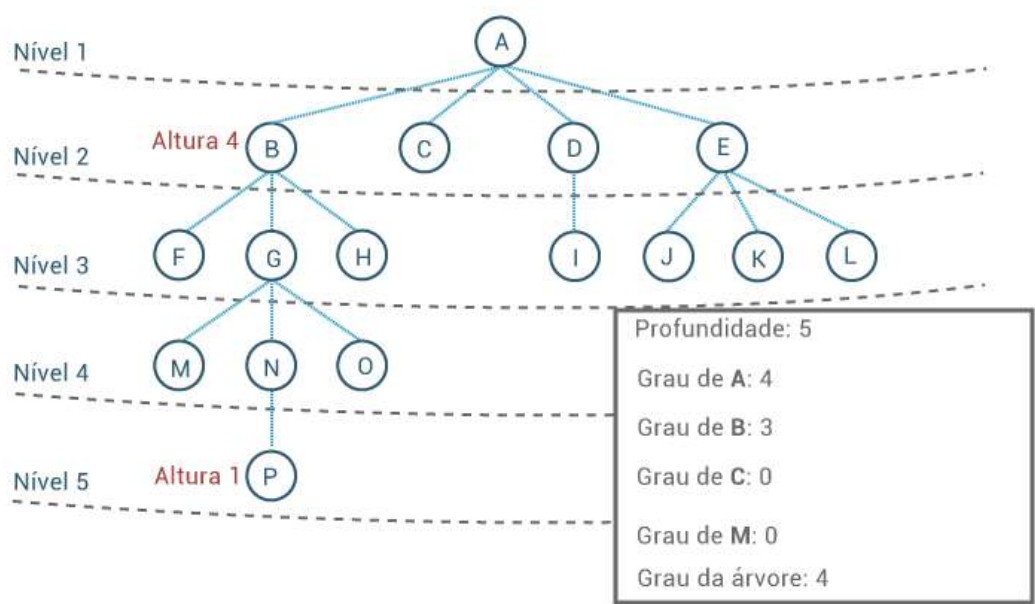 Nível 1
A
Nível 2
Altura 4
B
C
D
E
Nível 3
F
G
H
I
J
K
L
Nível 4
M
N
O
Nível 5
Altura 1
P
Profundidade: 5
Grau de A: 4
Grau de B: 3
Grau de C: 0
Grau de M: 0
Grau da árvore: 4